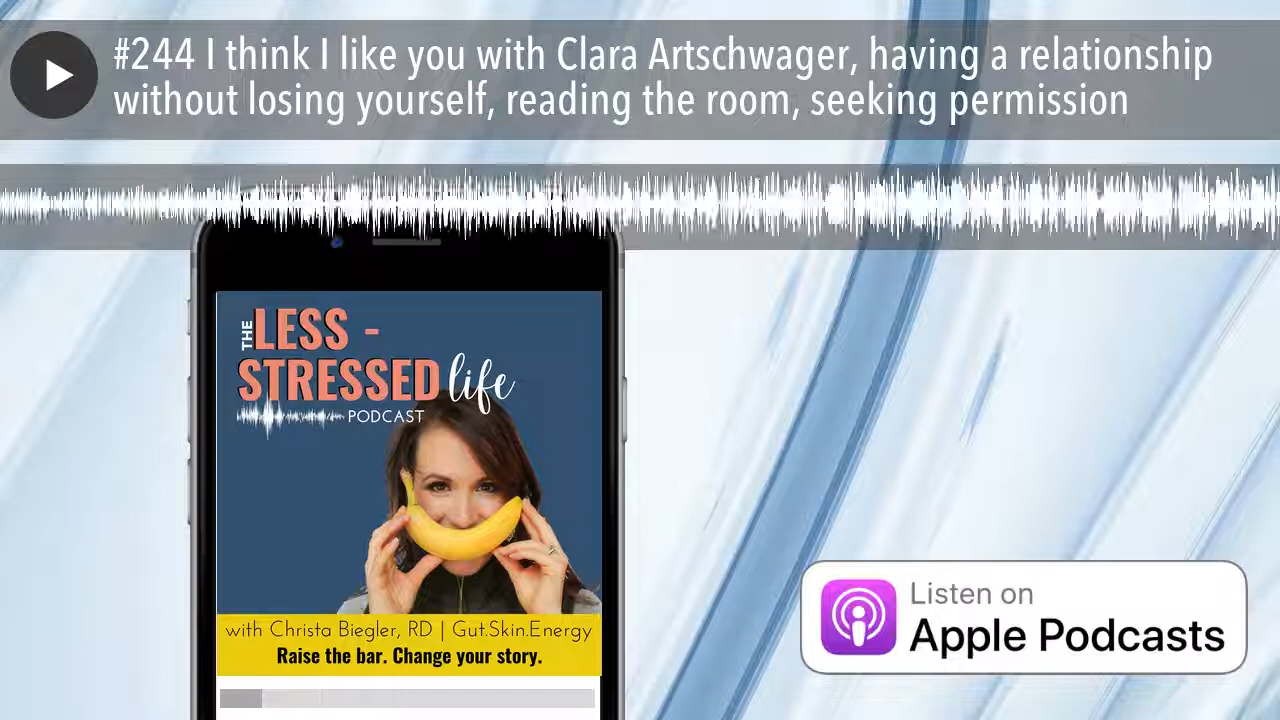 #244 I think I like you with Clara Artschwager, having a relationship
without losing yourself, reading the room, seeking permission
THE LESS -
STRESSED life
PODCAST
with Christa Biegler, RD | Gut.Skin.Energy
Raise the bar. Change your story.
Listen on
Apple Podcasts